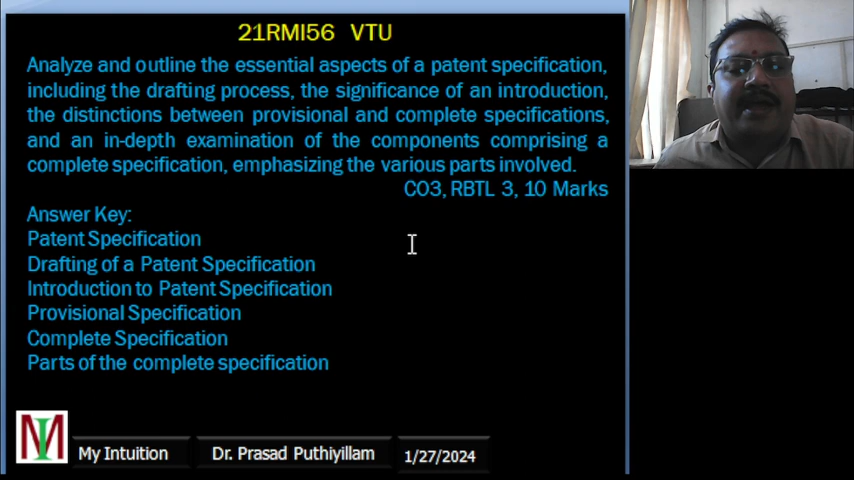 21RMI56 VTU
Analyze and outline the essential aspects of a patent specification,
including the drafting process, the significance of an introduction,
the distinctions between provisional and complete specifications,
and an in-depth examination of the components comprising a
complete specification, emphasizing the various parts involved.
CO3, RBTL 3, 10 Marks
Answer Key:
Patent Specification
Drafting of a Patent Specification
Introduction to Patent Specification
Provisional Specification
Complete Specification
Parts of the complete specification
MI
My Intuition
Dr. Prasad Puthiyillam
1/27/2024